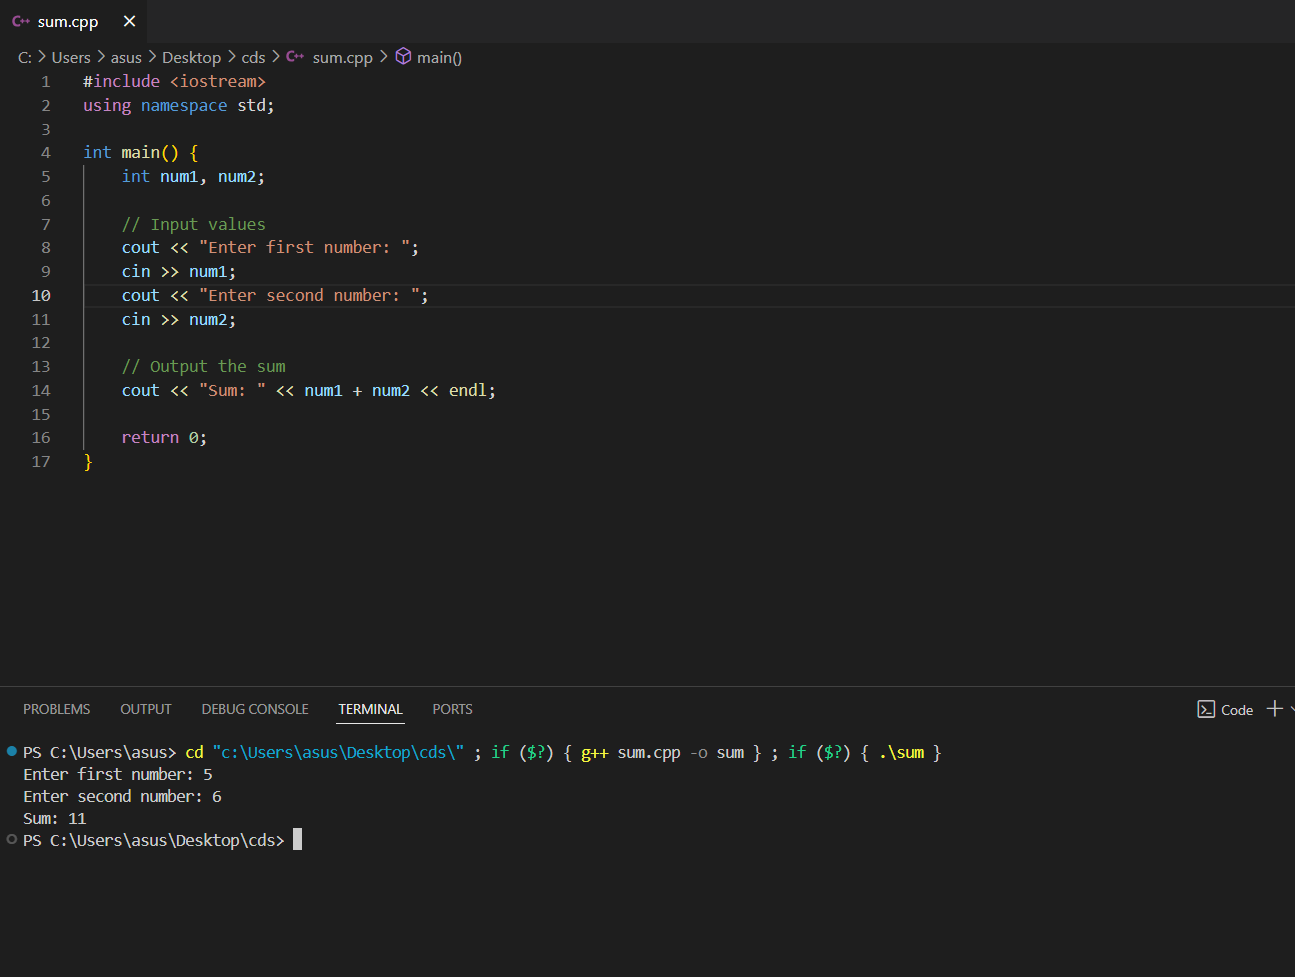 C++ sum.cpp ×
C: > Users > asus > Desktop > cds > C++ sum.cpp > main()
1 #include <iostream>
2 using namespace std;
3
4 int main() {
5     int num1, num2;
6
7     // Input values
8     cout << "Enter first number: ";
9     cin >> num1;
10     cout << "Enter second number: ";
11     cin >> num2;
12
13     // Output the sum
14     cout << "Sum: " << num1 + num2 << endl;
15
16     return 0;
17 }
PROBLEMS OUTPUT DEBUG CONSOLE TERMINAL PORTS Code +
PS C:\Users\asus> cd "c:\Users\asus\Desktop\cds\" ; if ($?) { g++ sum.cpp -o sum } ; if ($?) { .\sum }
Enter first number: 5
Enter second number: 6
Sum: 11
PS C:\Users\asus\Desktop\cds>